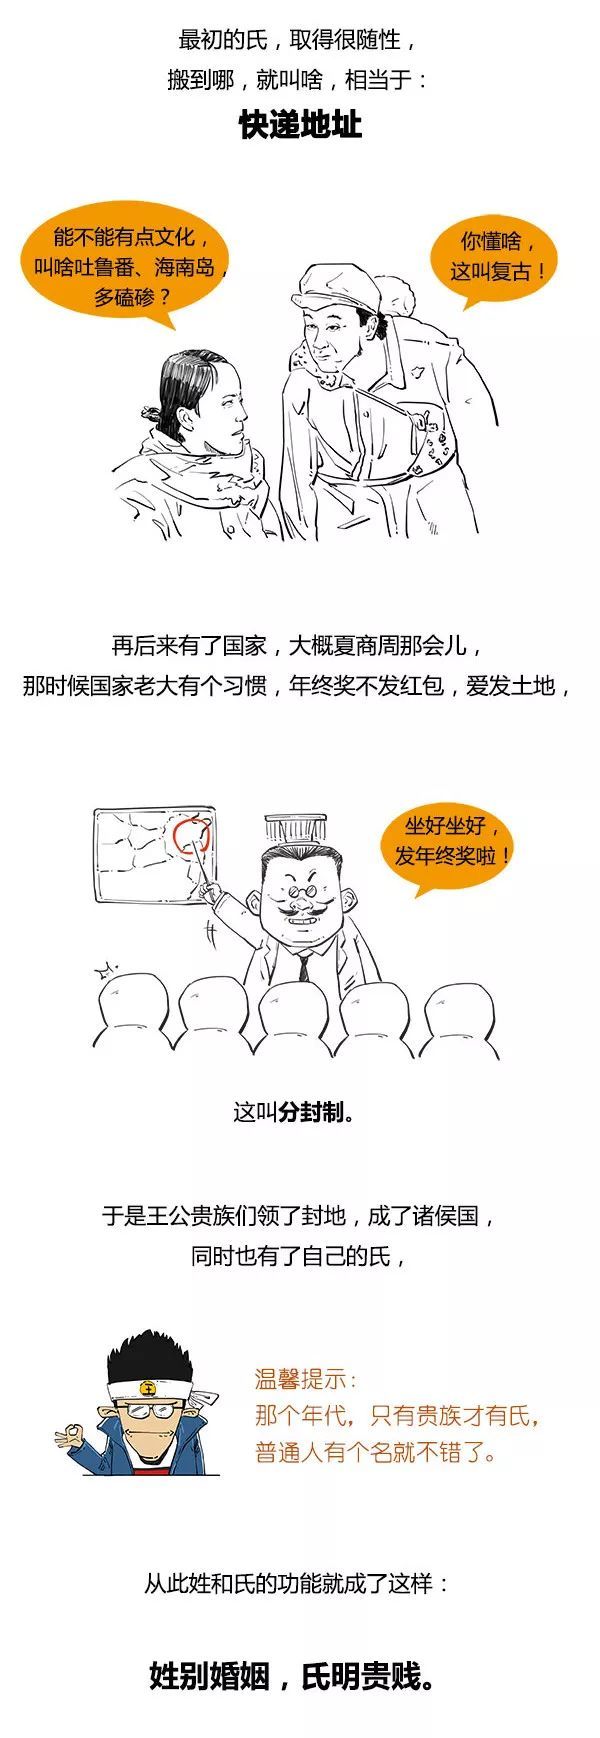 最初的氏，取得很随性，
搬到哪，就叫啥，相当于：
快递地址
能不能有点文化，
叫啥吐鲁番、海南岛，
多磕碜？
你懂啥，
这叫复古！
再后来有了国家，大概夏商周那会儿，
那时候国家老大有个习惯，年终奖不发红包，爱发土地，
坐好坐好，
发年终奖啦！
这叫分封制。
于是王公贵族们领了封地，成了诸侯国，
同时也有了自己的氏，
温馨提示：
那个年代，只有贵族才有氏，
普通人有个名就不错了。
从此姓和氏的功能就成了这样：
姓别婚姻，氏明贵贱。